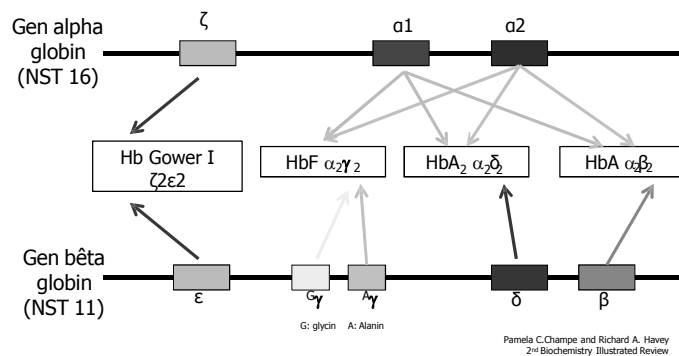 Gen alpha
globin
(NST 16)
ζ
α1
α2
Hb Gower I
ζ2ε2
HbF α₂γ₂
HbA₂ α₂δ₂
HbA α₂β₂
Gen bêta
globin
(NST 11)
ε
Gγ
Aγ
δ
β
G: glycin
A: Alanin
Pamela C.Champe and Richard A. Havey
2nd Biochemistry Illustrated Review